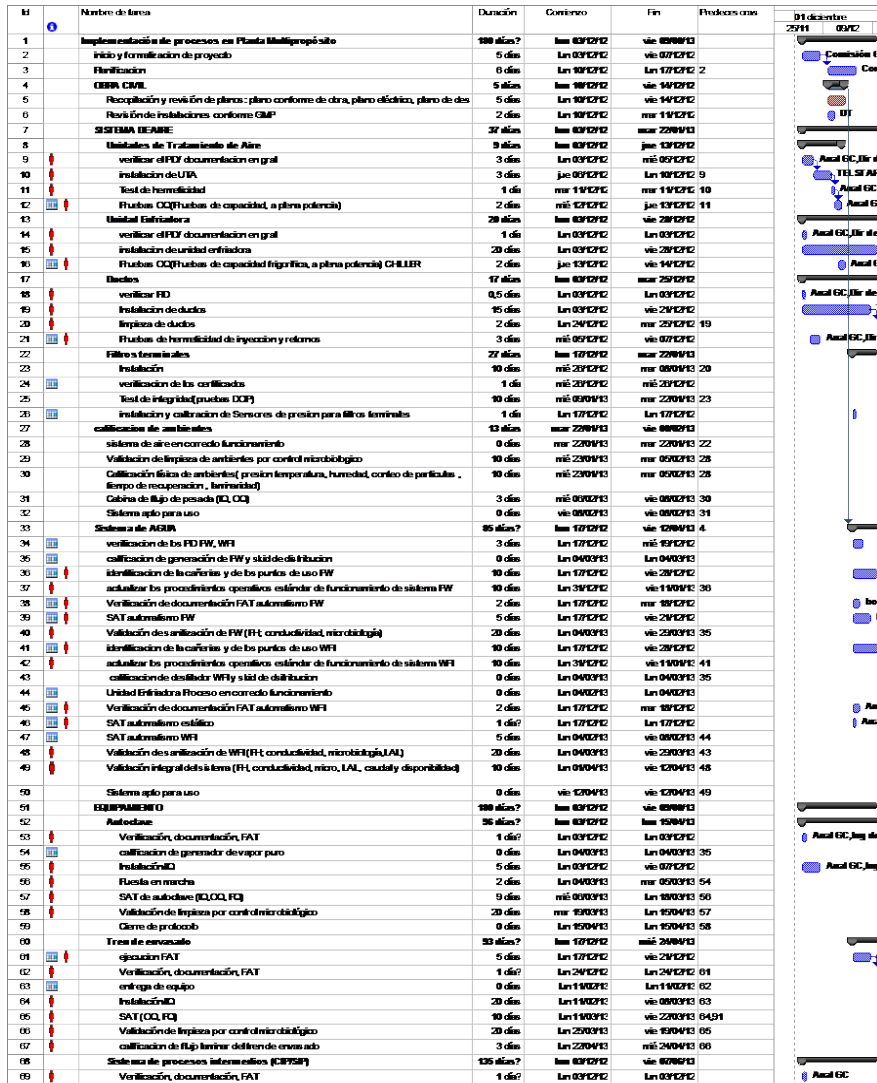 Id Nombre de tarea Duración Comienzo Fin Predecesoras 01 diciembre
25/11 09/12
1 Implementación de procesos en Planta Multipropósito 180 días? lun 03/12/12 vie 09/08/13
2 inicio y formalizacion de proyecto 5 días lun 03/12/12 vie 07/12/12 Comisión G
3 Planificacion 6 días lun 10/12/12 lun 17/12/12 2 Com
4 OBRA CIVIL 5 días lun 10/12/12 vie 14/12/12
5 Recopilación y revisión de planos: plano conforme de obra, plano eléctrico, plano de des 5 días lun 10/12/12 vie 14/12/12
6 Revisión de instalaciones conforme GMP 2 días lun 10/12/12 mar 11/12/12 DT
7 SISTEMA DE AIRE 37 días lun 03/12/12 mar 22/01/13
8 Unidades de Tratamiento de Aire 9 días lun 03/12/12 jue 13/12/12
9 verificar el PID/ documentacion en gral 3 días lun 03/12/12 mié 05/12/12 Anal GC,Dir de
10 instalacion de UTA 3 días jue 06/12/12 lun 10/12/12 9 TELSTAR
11 Test de hermeticidad 1 día mar 11/12/12 mar 11/12/12 10 Anal GC
12 Pruebas OQ(Pruebas de capacidad, a plena potencia) 2 días mié 12/12/12 jue 13/12/12 11 Anal G
13 Unidad Enfriadora 20 días lun 03/12/12 vie 28/12/12
14 verificar el PID/ documentacion en gral 1 día lun 03/12/12 lun 03/12/12 Anal GC,Dir de
15 instalacion de unidad enfriadora 20 días lun 03/12/12 vie 28/12/12
16 Pruebas OQ(Pruebas de capacidad frigorífica, a plena potencia) CHILLER 2 días jue 13/12/12 vie 14/12/12 Anal G
17 Ductos 17 días lun 03/12/12 mar 25/12/12
18 verificar PID 0,5 días lun 03/12/12 lun 03/12/12 Anal GC,Dir de
19 Instalacion de ductos 15 días lun 03/12/12 vie 21/12/12
20 limpieza de ductos 2 días lun 24/12/12 mar 25/12/12 19
21 Pruebas de hermeticidad de inyeccion y retornos 3 días mié 05/12/12 vie 07/12/12 Anal GC,Dir
22 Filtros terminales 27 días lun 17/12/12 mar 22/01/13
23 Instalación 10 días mié 26/12/12 mar 08/01/13 20
24 verificacion de los certificados 1 día mié 26/12/12 mié 26/12/12
25 Test de integridad(pruebas DOP) 10 días mié 09/01/13 mar 22/01/13 23
26 instalacion y calibracion de Sensores de presion para filtros terminales 1 día lun 17/12/12 lun 17/12/12
27 calificacion de ambientes 13 días mar 22/01/13 vie 08/02/13
28 sistema de aire en correcto funcionamiento 0 días mar 22/01/13 mar 22/01/13 22
29 Validacion de limpieza de ambientes por control microbiológico 10 días mié 23/01/13 mar 05/02/13 28
30 Calificación física de ambientes( presion temperatura, humedad, conteo de particulas , 10 días mié 23/01/13 mar 05/02/13 28
tiempo de recuperacion , laminaridad)
31 Cabina de flujo de pesada (IQ, OQ) 3 días mié 06/02/13 vie 08/02/13 30
32 Sistema apto para uso 0 días vie 08/02/13 vie 08/02/13 31
33 Sistema de AGUA 85 días? lun 17/12/12 vie 12/04/13 4
34 verificacion de los PID PW, WFI 3 días lun 17/12/12 mié 19/12/12
35 calificacion de generación de PW y skid de distribucion 0 días lun 04/03/13 lun 04/03/13
36 identificacion de la cañerias y de los puntos de uso PW 10 días lun 17/12/12 vie 28/12/12
37 actualizar los procedimientos operativos estándar de funcionamiento de sistema PW 10 días lun 31/12/12 vie 11/01/13 36
38 Verificación de documentación FAT automatismo PW 2 días lun 17/12/12 mar 18/12/12 bo
39 SAT automatismo PW 5 días lun 17/12/12 vie 21/12/12
40 Validación de sanilización de PW (PH; conductividad, microbiología) 20 días lun 04/03/13 vie 29/03/13 35
41 identificacion de la cañerias y de los puntos de uso WFI 10 días lun 17/12/12 vie 28/12/12
42 actualizar los procedimientos operativos estándar de funcionamiento de sistema WFI 10 días lun 31/12/12 vie 11/01/13 41
43 calificacion de destilador WFI y skid de distribucion 0 días lun 04/03/13 lun 04/03/13 35
44 Unidad Enfriadora Proceso en correcto funcionamiento 0 días lun 04/02/13 lun 04/02/13
45 Verificación de documentación FAT automatismo WFI 2 días lun 17/12/12 mar 18/12/12 An
46 SAT automatismo estático 1 día? lun 17/12/12 lun 17/12/12 Ana
47 SAT automatismo WFI 5 días lun 04/02/13 vie 08/02/13 44
48 Validación de sanilización de WFI (PH; conductividad, microbiología,LAL) 20 días lun 04/03/13 vie 29/03/13 43
49 Validación integral del sistema (PH, conductividad, micro, LAL, caudal y disponibilidad) 10 días lun 01/04/13 vie 12/04/13 48
50 Sistema apto para uso 0 días vie 12/04/13 vie 12/04/13 49
51 EQUIPAMIENTO 180 días? lun 03/12/12 vie 09/08/13
52 Autoclave 96 días? lun 03/12/12 lun 15/04/13
53 Verificación, documentación, FAT 1 día? lun 03/12/12 lun 03/12/12 Anal GC,Ing de
54 calificacion de generador de vapor puro 0 días lun 04/03/13 lun 04/03/13 35
55 Instalación/IQ 5 días lun 03/12/12 vie 07/12/12 Anal GC,Ing
56 Puesta en marcha 2 días lun 04/03/13 mar 05/03/13 54
57 SAT de autoclave (IQ,OQ, PQ) 9 días mié 06/03/13 lun 18/03/13 56
58 Validación de limpieza por control microbiológico 20 días mar 19/03/13 lun 15/04/13 57
59 Cierre de protocolo 0 días lun 15/04/13 lun 15/04/13 58
60 Tren de envasado 93 días? lun 17/12/12 mié 24/04/13
61 ejecucion FAT 5 días lun 17/12/12 vie 21/12/12
62 Verificación, documentación, FAT 1 día? lun 24/12/12 lun 24/12/12 61
63 entrega de equipo 0 días lun 11/02/13 lun 11/02/13 62
64 Instalación/IQ 20 días lun 11/02/13 vie 08/03/13 63
65 SAT (OQ, PQ) 10 días lun 11/03/13 vie 22/03/13 64,91
66 Validación de limpieza por control microbiológico 20 días lun 25/03/13 vie 19/04/13 65
67 calificacion de flujo laminar del tren de envasado 3 días lun 22/04/13 mié 24/04/13 66
68 Sistema de procesos intermedios (CIP/SIP) 135 días? lun 03/12/12 vie 07/06/13
69 Verificación, documentación, FAT 1 día? lun 03/12/12 lun 03/12/12 Anal GC